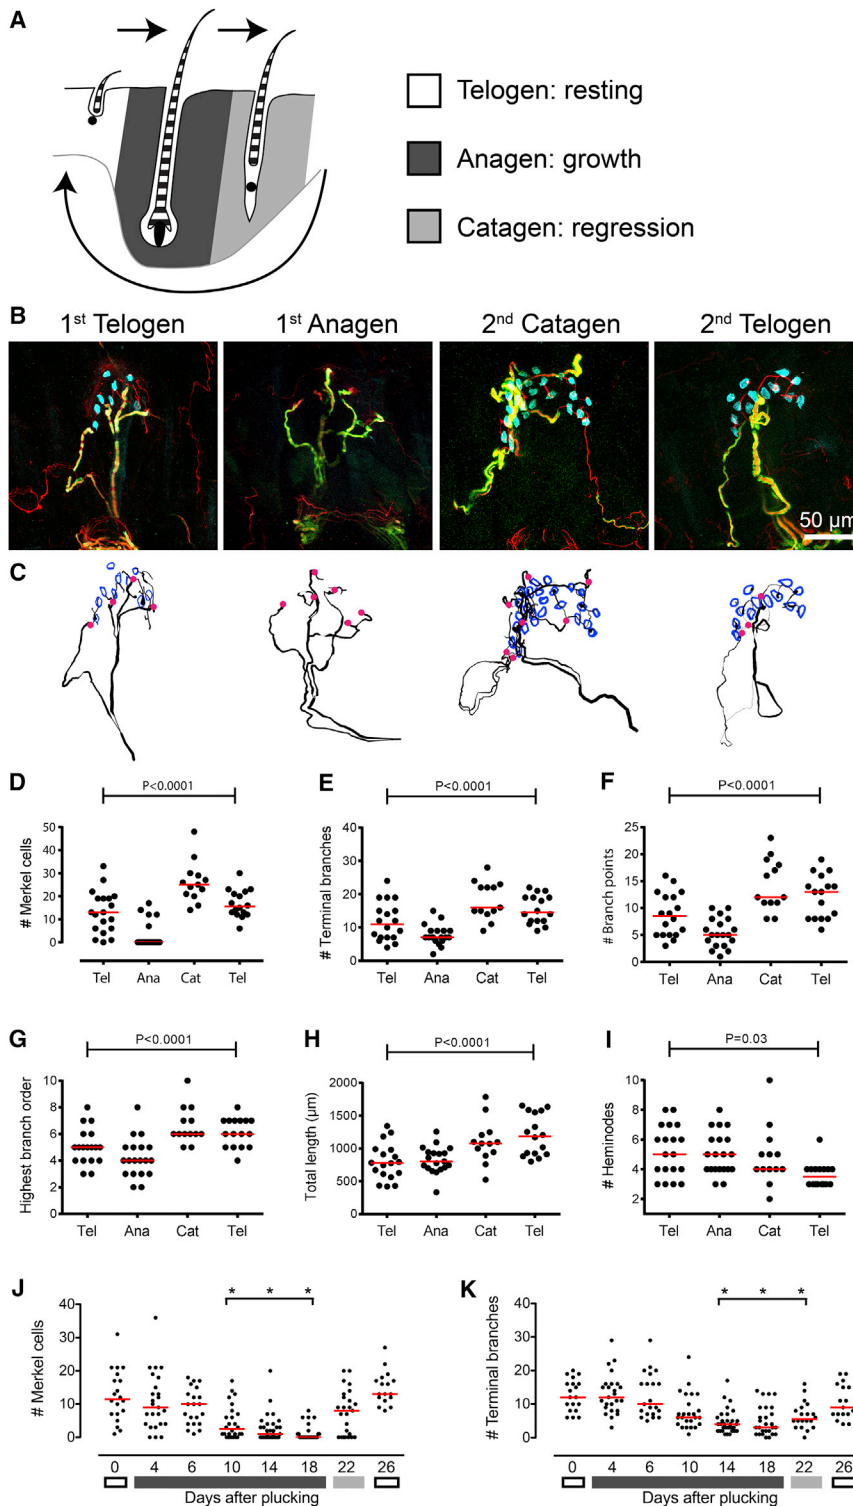 A
Telogen: resting
Anagen: growth
Catagen: regression
B
1st Telogen
1st Anagen
2nd Catagen
2nd Telogen
50 µm
C
D
P<0.0001
# Merkel cells
50
40
30
20
10
0
Tel Ana Cat Tel
E
P<0.0001
# Terminal branches
40
30
20
10
0
Tel Ana Cat Tel
F
P<0.0001
# Branch points
25
20
15
10
5
0
Tel Ana Cat Tel
G
P<0.0001
Highest branch order
10
8
6
4
2
0
Tel Ana Cat Tel
H
P<0.0001
Total length (µm)
2000
1500
1000
500
0
Tel Ana Cat Tel
I
P=0.03
# Heminodes
10
8
6
4
2
Tel Ana Cat Tel
J
* * *
# Merkel cells
40
30
20
10
0
0 4 6 10 14 18 22 26
Days after plucking
K
* * *
# Terminal branches
40
30
20
10
0
0 4 6 10 14 18 22 26
Days after plucking